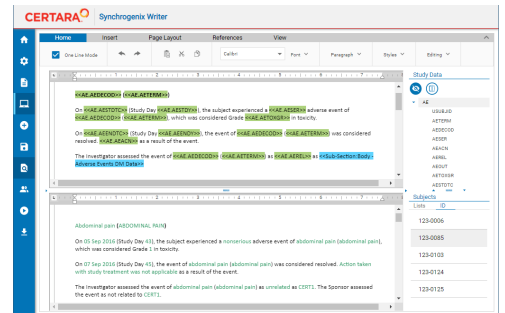 CERTARA Synchrogenix Writer
Home Insert Page Layout References View
One Line Mode Calibri Font Paragraph Styles Editing
<<AE.AEDECOD>> (<<AE.AETERM>>)
On <<AE.AESTDTC>> (Study Day <<AE.AESTDY>>), the subject experienced a <<AE.AESER>> adverse event of
<<AE.AEDECOD>> (<<AE.AETERM>>), which was considered Grade <<AE.AETOXGR>> in toxicity.
On <<AE.AEENDTC>> (Study Day <<AE.AEENDY>>), the event of <<AE.AEDECOD>> (<<AE.AETERM>>) was considered
resolved. <<AE.AEACN>> as a result of the event.
The investigator assessed the event of <<AE.AEDECOD>> (<<AE.AETERM>>) as <<AE.AEREL>> as <<Sub-Section:Body -
Adverse Events DM Data>>
Study Data
AE
USUBJID
AETERM
AEDECOD
AESER
AEACN
AEREL
AEOUT
AETOXGR
AESTDTC
Abdominal pain (ABDOMINAL PAIN)
On 05 Sep 2016 (Study Day 43), the subject experienced a nonserious adverse event of abdominal pain (abdominal pain),
which was considered Grade 1 in toxicity.
On 07 Sep 2016 (Study Day 45), the event of abdominal pain (abdominal pain) was considered resolved. Action taken
with study treatment was not applicable as a result of the event.
The investigator assessed the event of abdominal pain (abdominal pain) as unrelated as CERT1. The Sponsor assessed
the event as not related to CERT1.
Subjects
Lists ID
123-0006
123-0085
123-0103
123-0124
123-0125